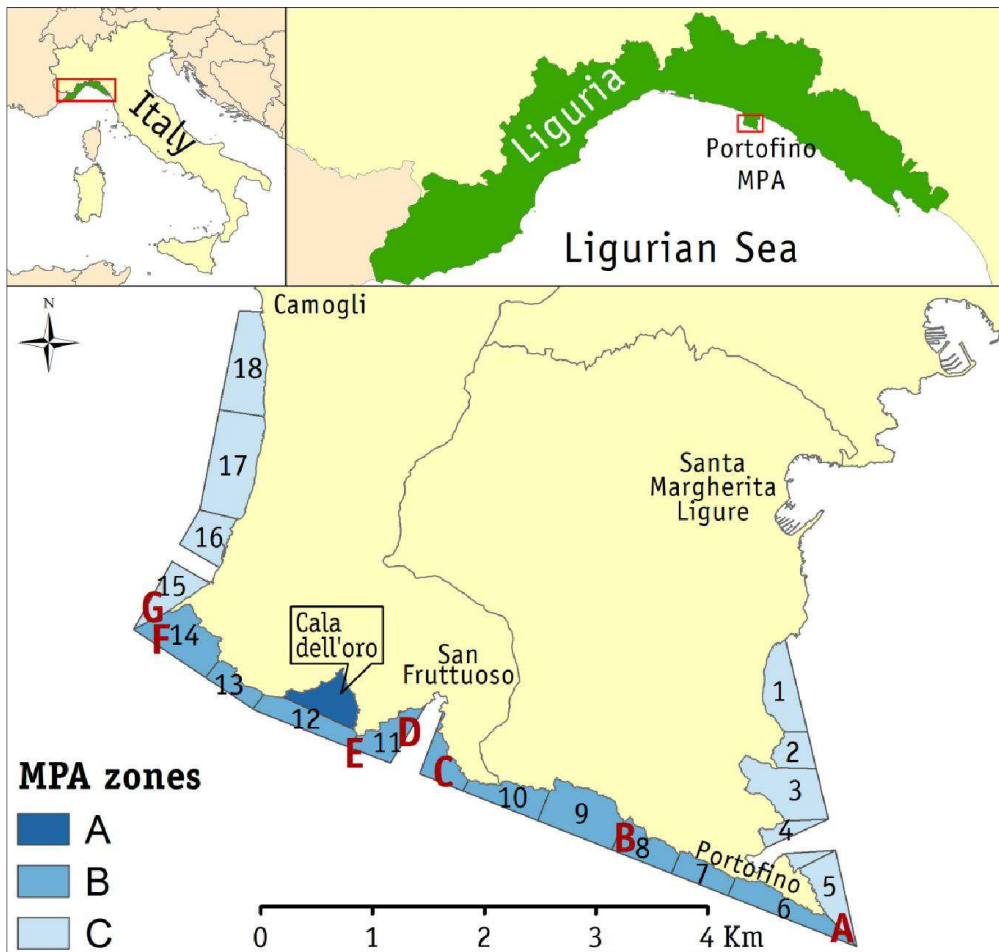 Italy
Liguria
Portofino
MPA
Ligurian Sea
N
Camogli
18
17
16
15
G
F
14
13
12
Cala
dell'oro
San
Fruttuoso
Santa
Margherita
Ligure
11
D
E
C
10
9
B
8
7
Portofino
6
1
2
3
4
5
A
MPA zones
A
B
C
0 1 2 3 4 Km